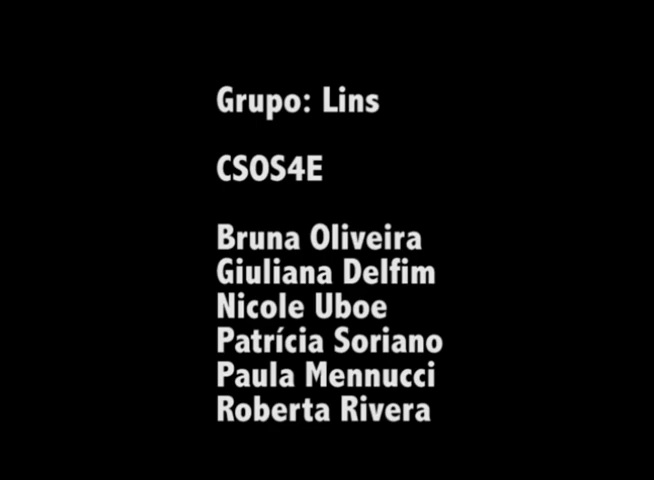 Grupo: Lins
CSOS4E
Bruna Oliveira
Giuliana Delfim
Nicole Uboe
Patrícia Soriano
Paula Mennucci
Roberta Rivera